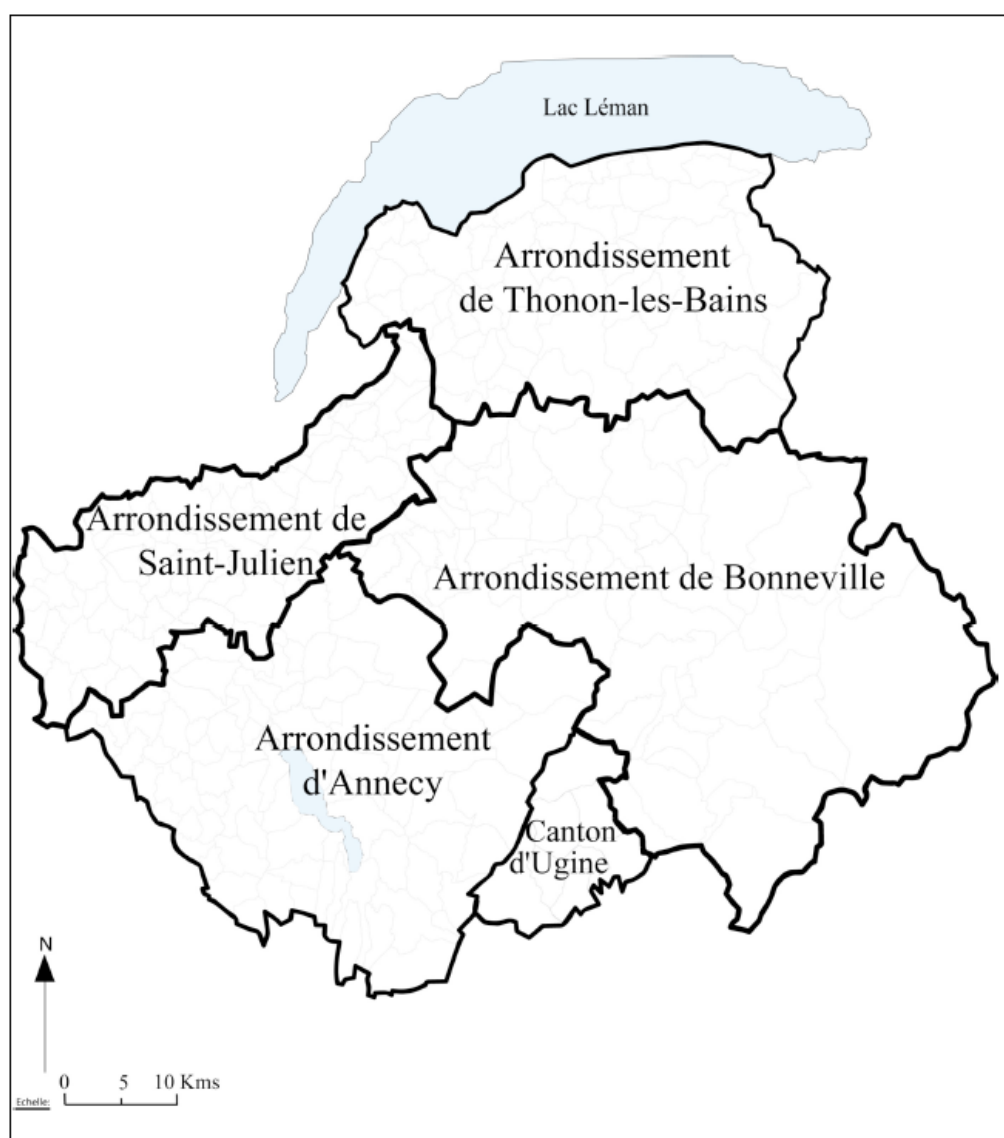 Lac Léman
Arrondissement
de Thonon-les-Bains
Arrondissement de
Saint-Julien
Arrondissement de Bonneville
Arrondissement
d'Annecy
Canton
d'Ugine
N
0 5 10 Kms
Echelle: